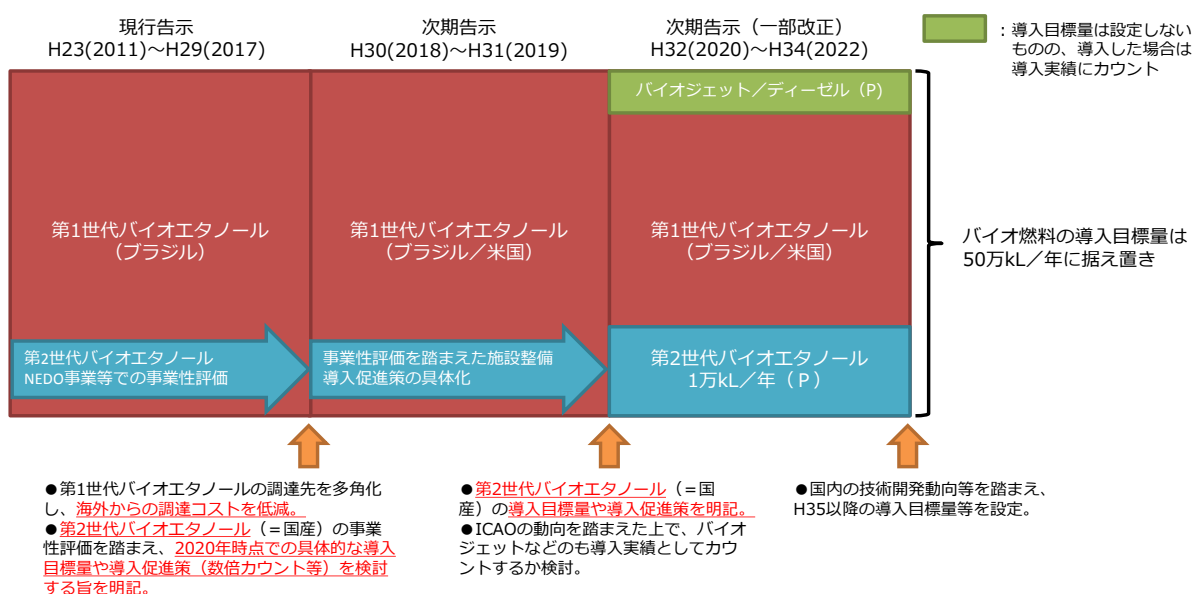 現行告示
H23(2011)～H29(2017)
次期告示
H30(2018)～H31(2019)
次期告示（一部改正）
H32(2020)～H34(2022)
：導入目標量は設定しない
ものの、導入した場合は
導入実績にカウント
バイオジェット／ディーゼル（P）
第1世代バイオエタノール
（ブラジル）
第1世代バイオエタノール
（ブラジル／米国）
第1世代バイオエタノール
（ブラジル／米国）
バイオ燃料の導入目標量は
50万kL／年に据え置き
第2世代バイオエタノール
NEDO事業等での事業性評価
事業性評価を踏まえた施設整備
導入促進策の具体化
第2世代バイオエタノール
1万kL／年（Ｐ）
●第1世代バイオエタノールの調達先を多角化
し、海外からの調達コストを低減。
●第2世代バイオエタノール（＝国産）の事業
性評価を踏まえ、2020年時点での具体的な導入
目標量や導入促進策（数倍カウント等）を検討
する旨を明記。
●第2世代バイオエタノール（＝国
産）の導入目標量や導入促進策を明記。
●ICAOの動向を踏まえた上で、バイオ
ジェットなどのも導入実績としてカウ
ントするか検討。
●国内の技術開発動向等を踏まえ、
H35以降の導入目標量等を設定。